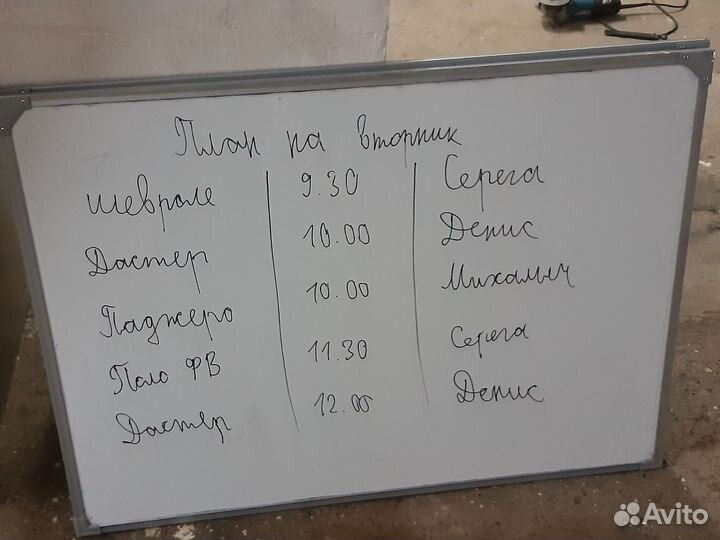 План на вторник
Шевроле 9.30 Серега
Дастер 10.00 Денис
Паджеро 10.00 Михалыч
Поло ФВ 11.30 Серега
Дастер 12.00 Денис
Avito